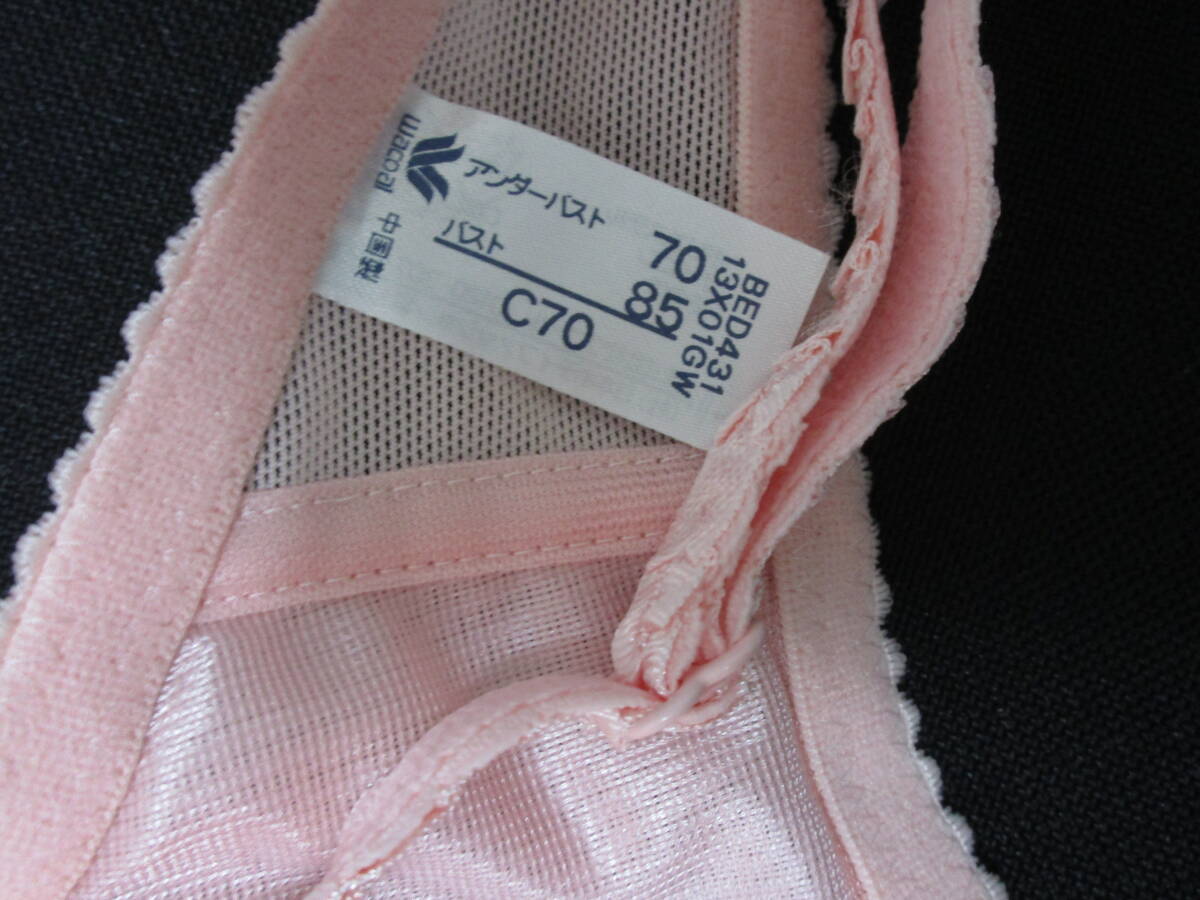 wacoal
中国製
アンダーバスト 70
バスト 85
C70
BED431
13X01GW